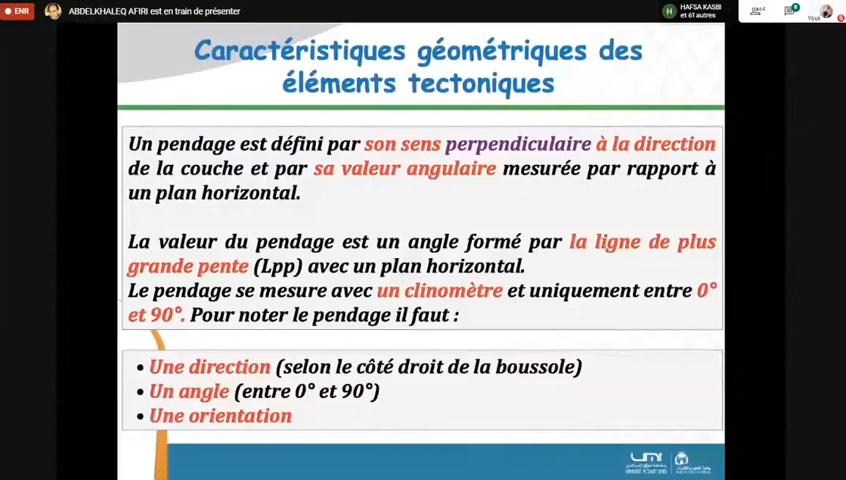 ENR
ABDELKHALEQ AFIRI est en train de présenter
H
HAFSA KASBI
et 61 autres
Vous
Caractéristiques géométriques des
éléments tectoniques
Un pendage est défini par son sens perpendiculaire à la direction
de la couche et par sa valeur angulaire mesurée par rapport à
un plan horizontal.
La valeur du pendage est un angle formé par la ligne de plus
grande pente (Lpp) avec un plan horizontal.
Le pendage se mesure avec un clinomètre et uniquement entre 0°
et 90°. Pour noter le pendage il faut :
• Une direction (selon le côté droit de la boussole)
• Un angle (entre 0° et 90°)
• Une orientation